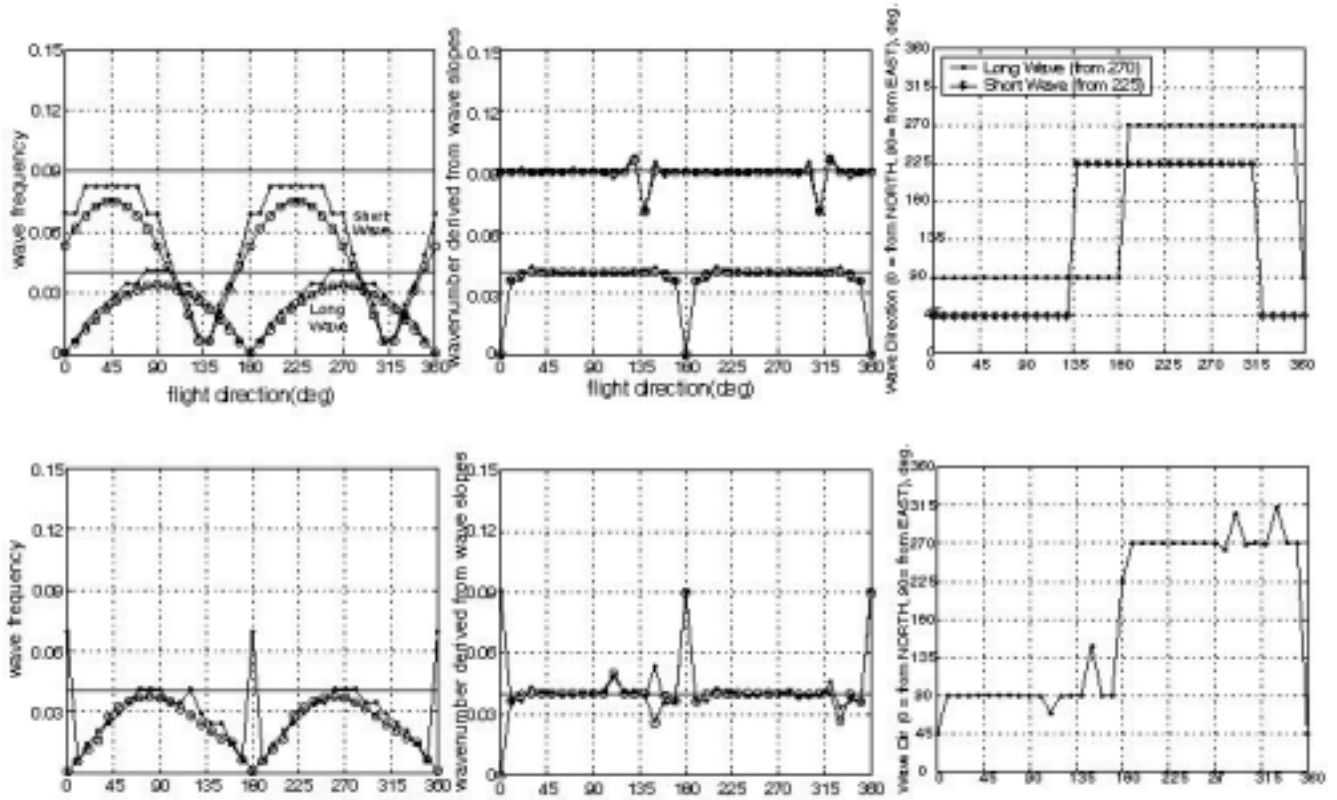 0.15
0.12
0.09
0.06
0.03
0
wave frequency
45 90 135 180 225 270 315 360
flight direction(deg)
Short
Wave
Long
Wave
0.15
0.12
0.09
0.06
0.03
0
Wavenumber derived from wave slopes
45 90 135 180 225 270 315 360
flight direction(deg)
360
315
270
225
180
135
90
45
0
Wave Direction (0 = from NORTH, 90= from EAST), deg.
Long Wave (from 270)
Short Wave (from 225)
45 90 135 180 225 270 315 360
0.15
0.12
0.09
0.06
0.03
wave frequency
45 90 135 180 225 270 315 360
0.15
0.12
0.09
0.06
0.03
0
wavenumber derived from wave slopes
45 90 135 180 225 270 315 360
360
315
270
225
180
135
90
45
0
Wave Dir (0 = from NORTH, 90= from EAST), deg.
0 45 90 135 180 225 315 360